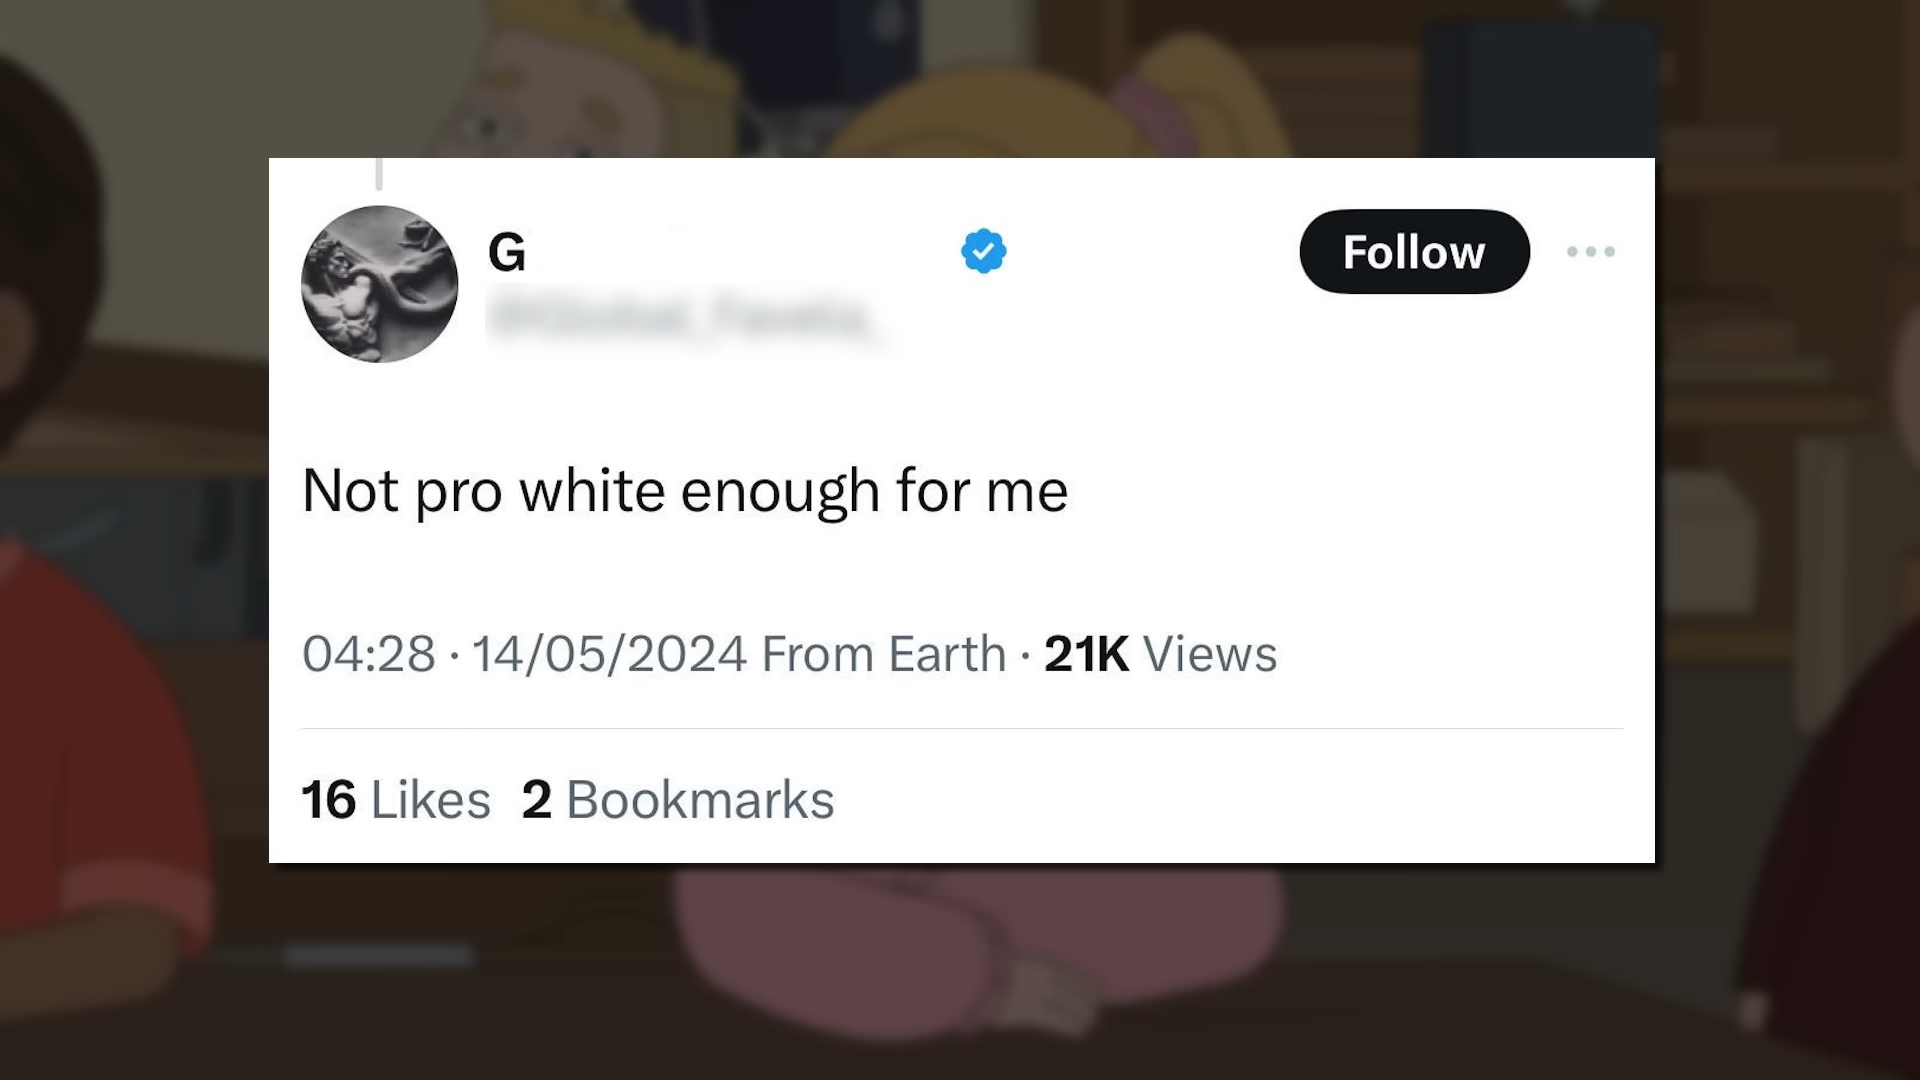 G
Follow
Not pro white enough for me
04:28 · 14/05/2024 From Earth · 21K Views
16 Likes 2 Bookmarks